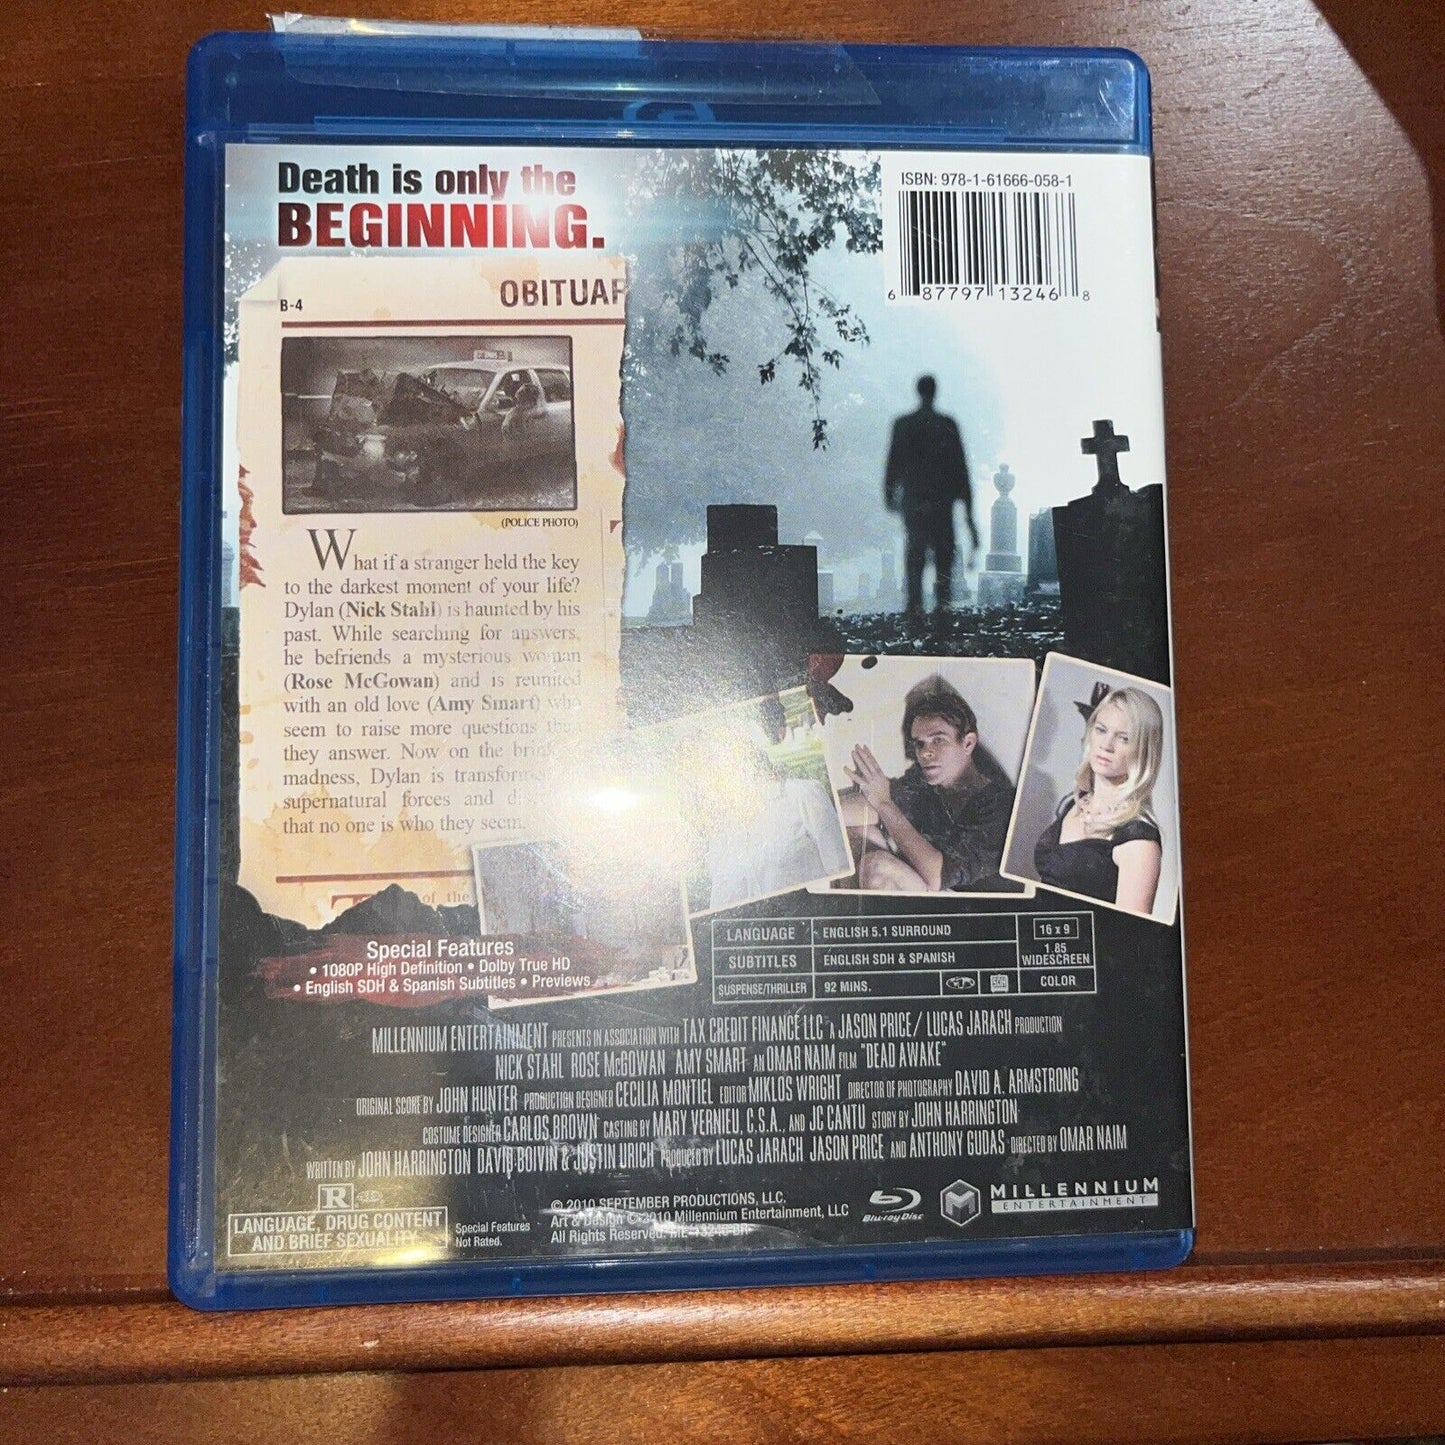 Death is only the
BEGINNING.
ISBN: 978-1-61666-058-1
6 87797 13246 8
B-4
OBITUAR
(POLICE PHOTO)
What if a stranger held the key
to the darkest moment of your life?
Dylan (Nick Stahl) is haunted by his
past. While searching for answers,
he befriends a mysterious woman
(Rose McGowan) and is reunited
with an old love (Amy Smart) who
seem to raise more questions than
they answer. Now on the brink
madness, Dylan is transformed
supernatural forces and
that no one is who they seem.
of the
Special Features
• 1080P High Definition • Dolby True HD
• English SDH & Spanish Subtitles • Previews
LANGUAGE ENGLISH 5.1 SURROUND 16 x 9
SUBTITLES ENGLISH SDH & SPANISH 1.85 WIDESCREEN
SUSPENSE/THRILLER 92 MINS. SDH COLOR
MILLENNIUM ENTERTAINMENT PRESENTS IN ASSOCIATION WITH TAX CREDIT FINANCE LLC A JASON PRICE/ LUCAS JARACH PRODUCTION
NICK STAHL ROSE McGOWAN AMY SMART AN OMAR NAIM FILM "DEAD AWAKE"
ORIGINAL SCORE BY JOHN HUNTER PRODUCTION DESIGNER CECILIA MONTIEL EDITOR MIKLOS WRIGHT DIRECTOR OF PHOTOGRAPHY DAVID A. ARMSTRONG
COSTUME DESIGNER CARLOS BROWN CASTING BY MARY VERNIEU, C.S.A., AND JC CANTU STORY BY JOHN HARRINGTON
WRITTEN BY JOHN HARRINGTON DAVID BOIVIN & JUSTIN URICH PRODUCED BY LUCAS JARACH JASON PRICE AND ANTHONY GUDAS DIRECTED BY OMAR NAIM
R
LANGUAGE, DRUG CONTENT
AND BRIEF SEXUALITY
Special Features
Not Rated.
© 2010 SEPTEMBER PRODUCTIONS, LLC.
Art & Design © 2010 Millennium Entertainment, LLC
All Rights Reserved. ME-13246-BR
Blu-ray Disc
MILLENNIUM
ENTERTAINMENT